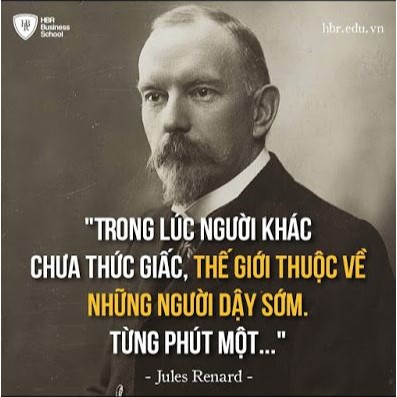 HBR
Business
School
hbr.edu.vn
"TRONG LÚC NGƯỜI KHÁC
CHƯA THỨC GIẤC, THẾ GIỚI THUỘC VỀ
NHỮNG NGƯỜI DẬY SỚM.
TỪNG PHÚT MỘT..."
- Jules Renard -